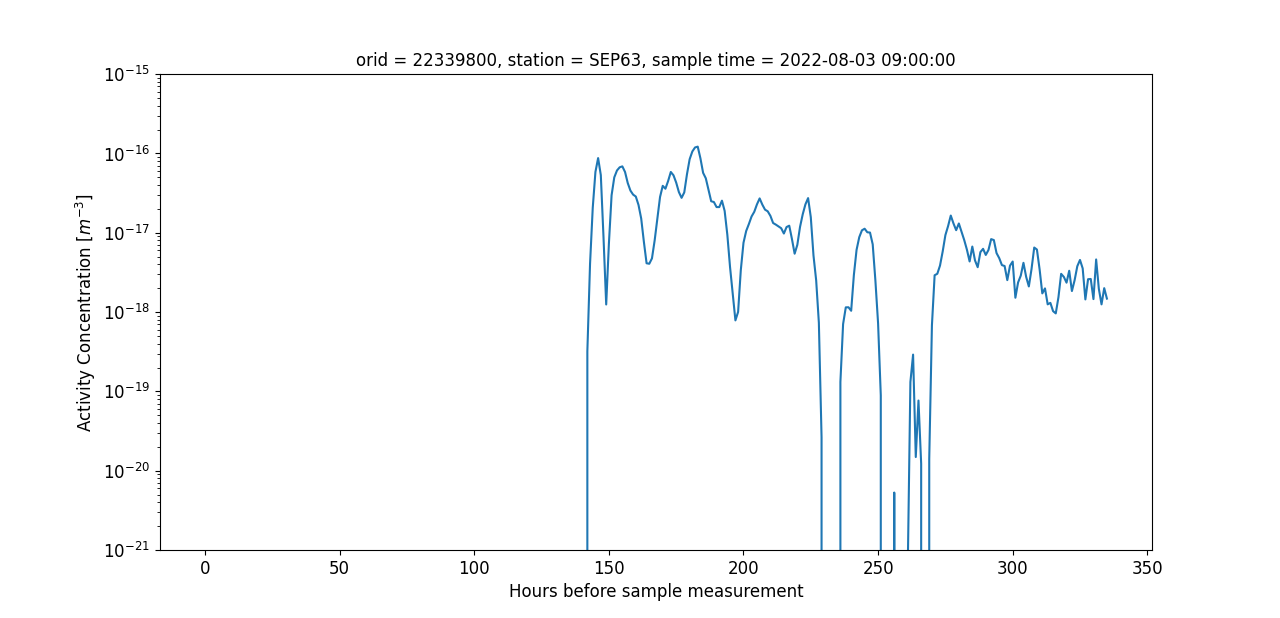 orid = 22339800, station = SEP63, sample time = 2022-08-03 09:00:00
Activity Concentration [m⁻³]
10⁻¹⁵
10⁻¹⁶
10⁻¹⁷
10⁻¹⁸
10⁻¹⁹
10⁻²⁰
10⁻²¹
0 50 100 150 200 250 300 350
Hours before sample measurement